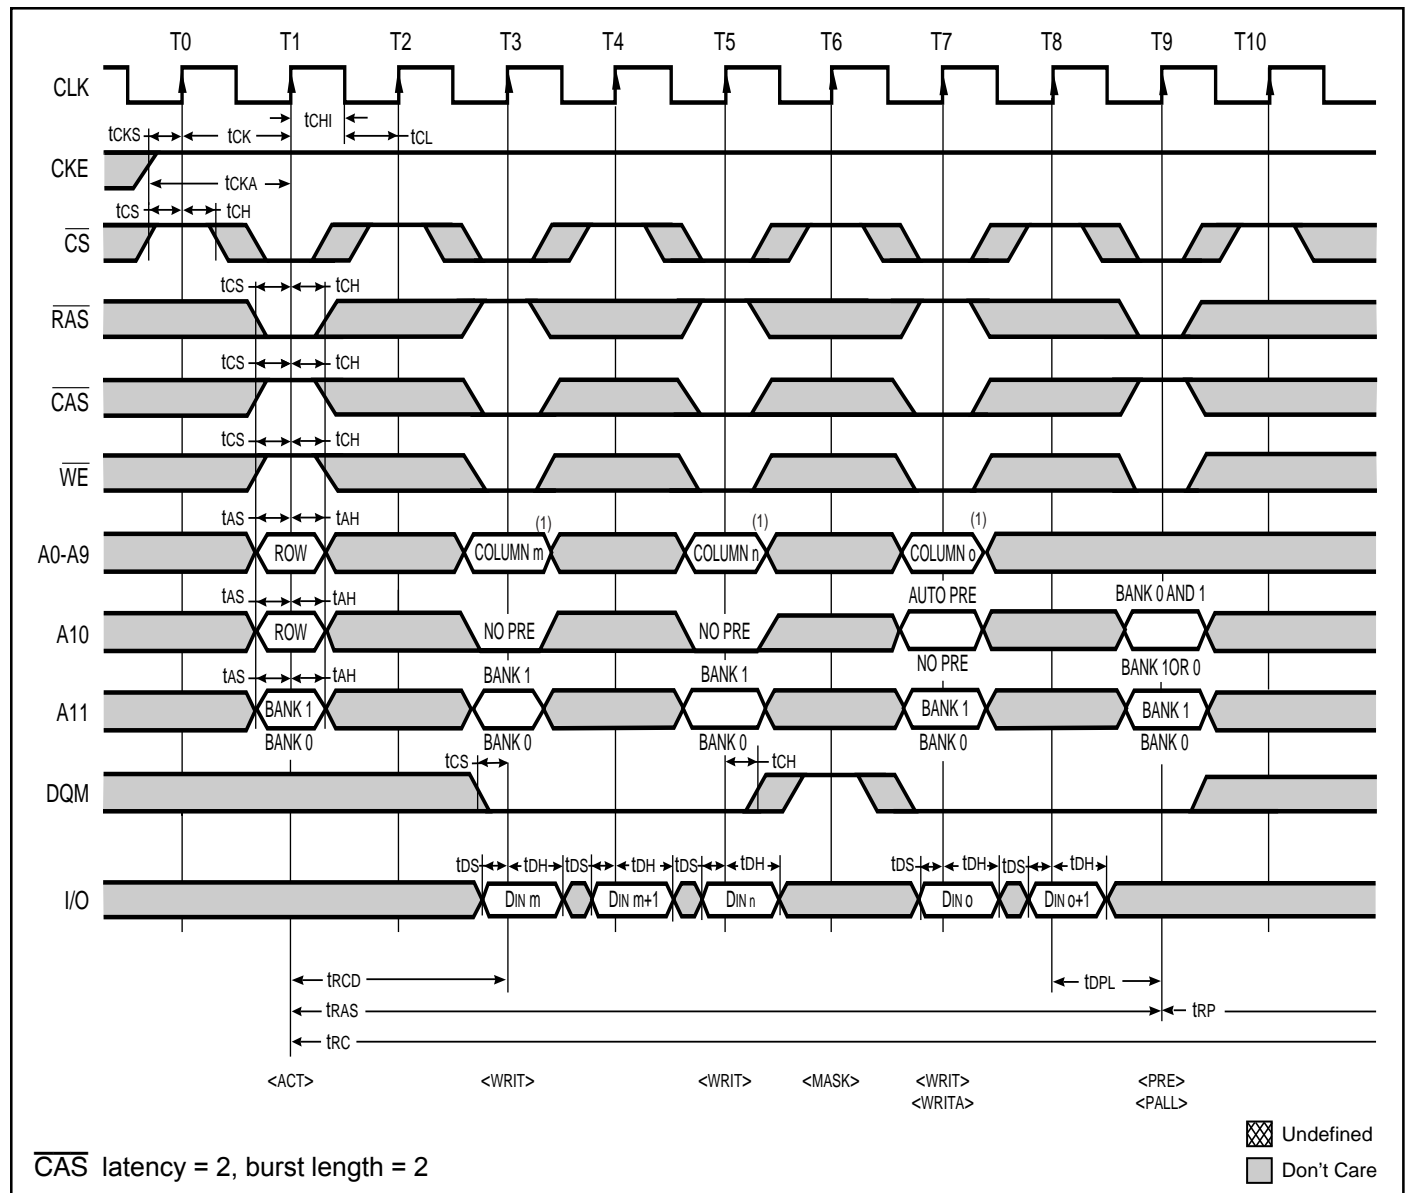 T0 T1 T2 T3 T4 T5 T6 T7 T8 T9 T10
CLK
tCHI
tCKS tCK tCL
CKE
tCKA
tCS tCH
CS
tCS tCH
RAS
tCS tCH
CAS
tCS tCH
WE
tAS tAH (1) (1) (1)
A0-A9 ROW COLUMN m COLUMN n COLUMN o
tAS tAH AUTO PRE BANK 0 AND 1
A10 ROW NO PRE NO PRE
NO PRE BANK 1OR 0
tAS tAH BANK 1 BANK 1
A11 BANK 1 BANK 1 BANK 1
BANK 0 BANK 0 BANK 0 BANK 0 BANK 0
tCS tCH
DQM
tDS tDH tDS tDH tDS tDH tDS tDH tDS tDH
I/O DIN m DIN m+1 DIN n DIN o DIN o+1
tRCD tDPL
tRAS tRP
tRC
<ACT> <WRIT> <WRIT> <MASK> <WRIT> <PRE>
<WRITA> <PALL>
Undefined
CAS latency = 2, burst length = 2 Don't Care